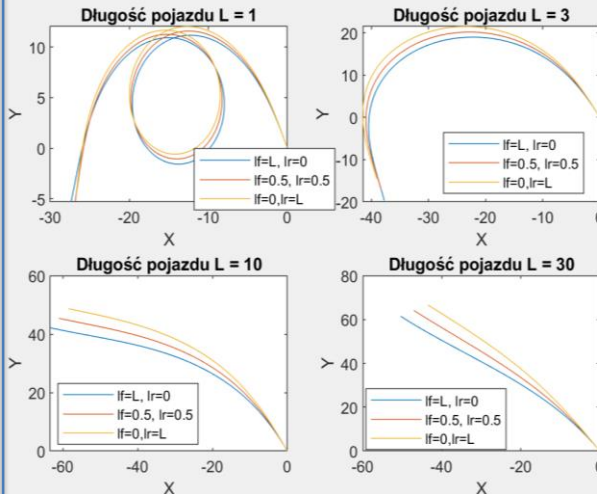 Długość pojazdu L = 1
Y
10
5
0
-5
-30
-20
-10
0
X
lf=L, lr=0
lf=0.5, lr=0.5
lf=0,lr=L
Długość pojazdu L = 3
Y
20
10
0
-10
-20
-40
-30
-20
-10
0
X
lf=L, lr=0
lf=0.5, lr=0.5
lf=0,lr=L
Długość pojazdu L = 10
Y
60
40
20
0
-60
-40
-20
0
X
lf=L, lr=0
lf=0.5, lr=0.5
lf=0,lr=L
Długość pojazdu L = 30
Y
80
60
40
20
0
-60
-40
-20
0
X
lf=L, lr=0
lf=0.5, lr=0.5
lf=0,lr=L